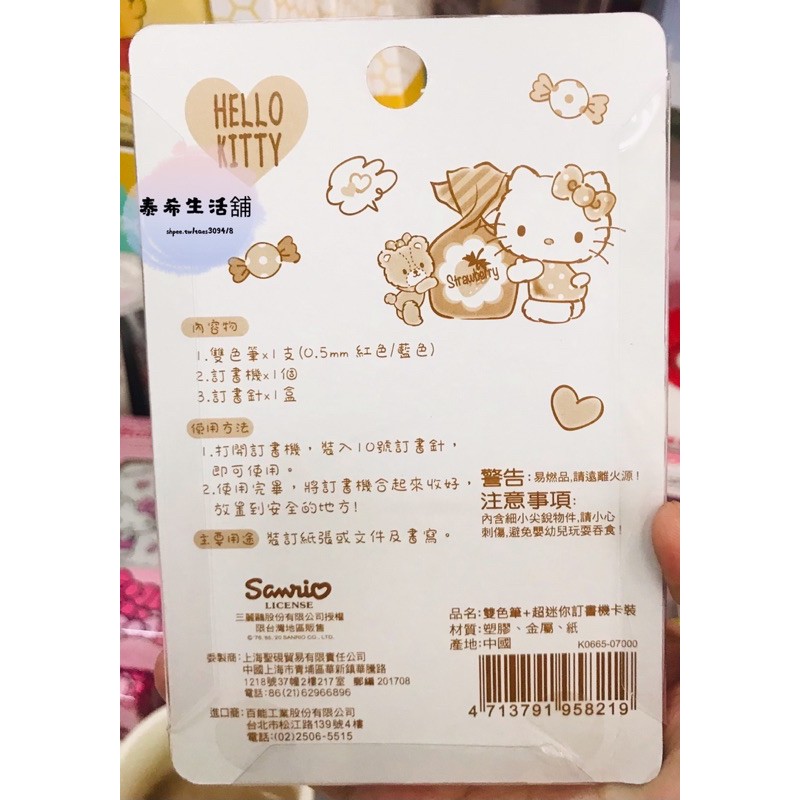 HELLO
KITTY
泰希生活舖
shpee.tw/taes309418
Strawberry
內容物
1.雙色筆x1支(0.5mm 紅色/藍色)
2.訂書機x1個
3.訂書針x1盒
使用方法
1.打開訂書機，裝入10號訂書針，
即可使用。
2.使用完畢，將訂書機合起來收好，
放置到安全的地方!
主要用途 裝訂紙張或文件及書寫。
警告:易燃品,請遠離火源!
注意事項:
內含細小尖銳物件,請小心
刺傷,避免嬰幼兒玩耍吞食!
Sanrio
LICENSE
三麗鷗股份有限公司授權
限台灣地區販售
©'76, 95, 20 SANRIO CO., LTD.
委製商:上海聖硯貿易有限責任公司
中國上海市青埔區華新鎮華騰路
1218號37幢2樓217室 郵編 201708
電話:86(21)62966896
進口商:百能工業股份有限公司
台北市松江路139號4樓
電話:(02)2506-5515
品名:雙色筆+超迷你訂書機卡裝
材質:塑膠、金屬、紙
產地:中國 K0665-07000
4 713791 958219